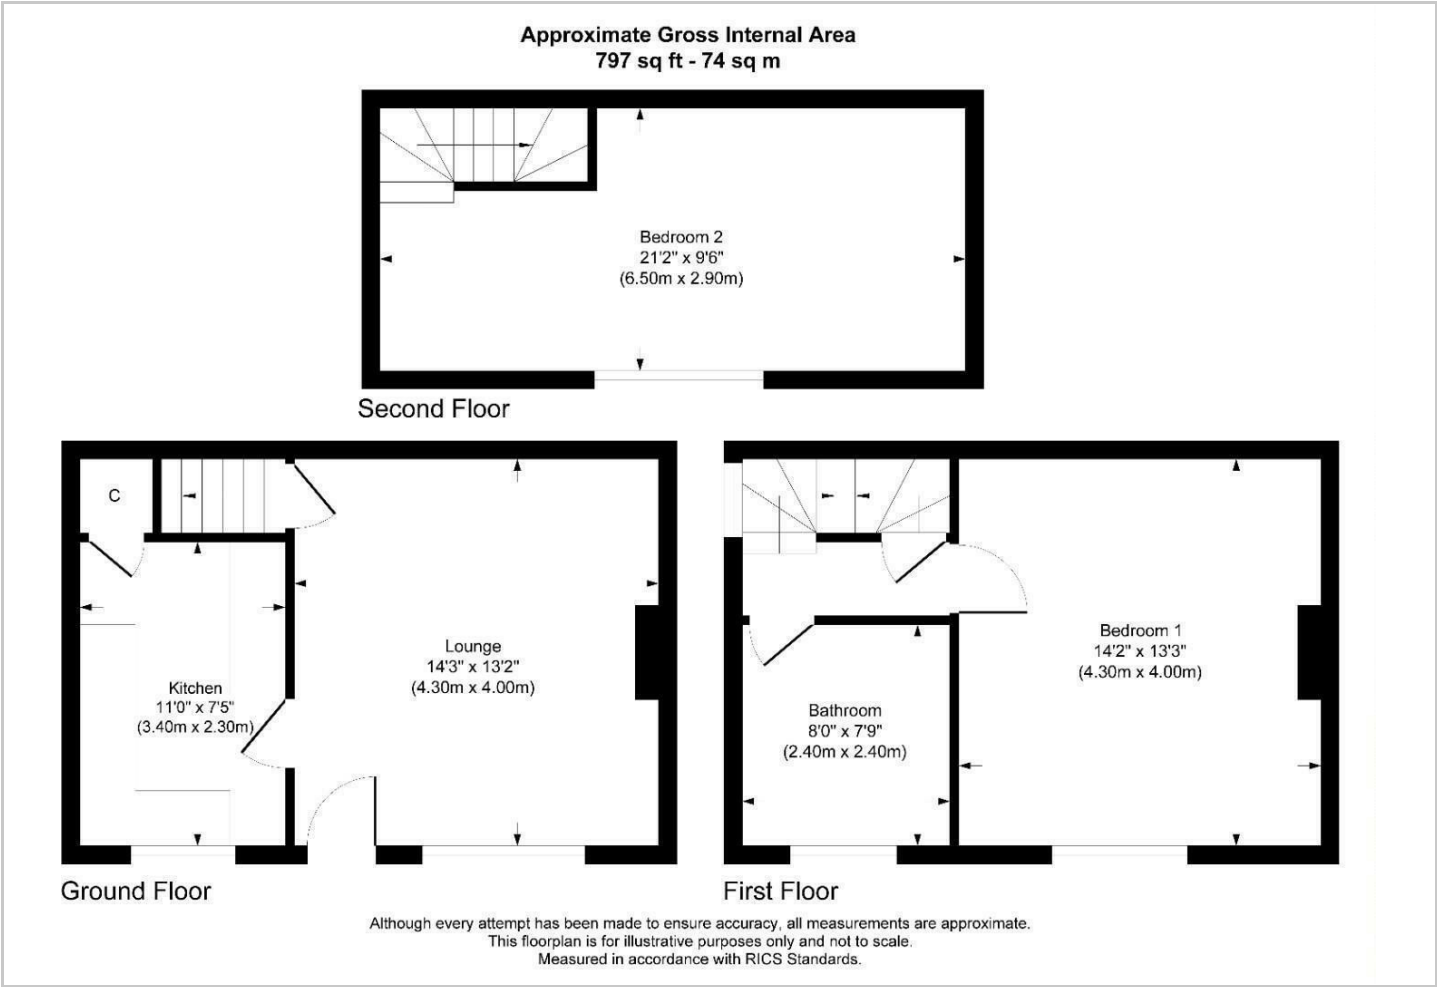 Approximate Gross Internal Area
797 sq ft - 74 sq m
Bedroom 2
21'2" x 9'6"
(6.50m x 2.90m)
Second Floor
C
Lounge
14'3" x 13'2"
(4.30m x 4.00m)
Kitchen
11'0" x 7'5"
(3.40m x 2.30m)
Ground Floor
Bedroom 1
14'2" x 13'3"
(4.30m x 4.00m)
Bathroom
8'0" x 7'9"
(2.40m x 2.40m)
First Floor
Although every attempt has been made to ensure accuracy, all measurements are approximate.
This floorplan is for illustrative purposes only and not to scale.
Measured in accordance with RICS Standards.